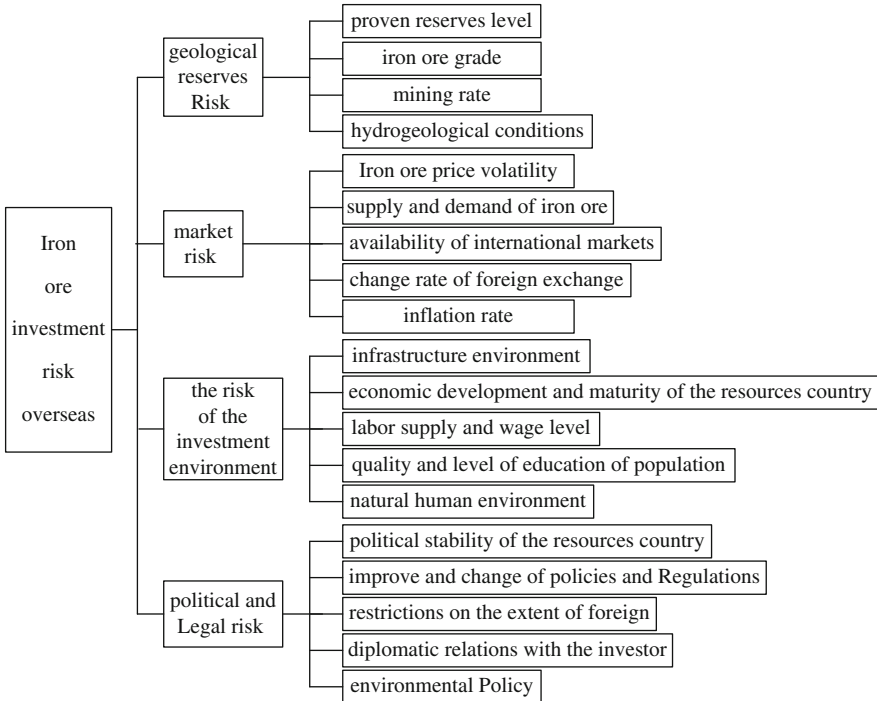 Iron
ore
investment
risk
overseas
geological
reserves
Risk
proven reserves level
iron ore grade
mining rate
hydrogeological conditions
market
risk
Iron ore price volatility
supply and demand of iron ore
availability of international markets
change rate of foreign exchange
inflation rate
the risk
of the
investment
environment
infrastructure environment
economic development and maturity of the resources country
labor supply and wage level
quality and level of education of population
natural human environment
political and
Legal risk
political stability of the resources country
improve and change of policies and Regulations
restrictions on the extent of foreign
diplomatic relations with the investor
environmental Policy